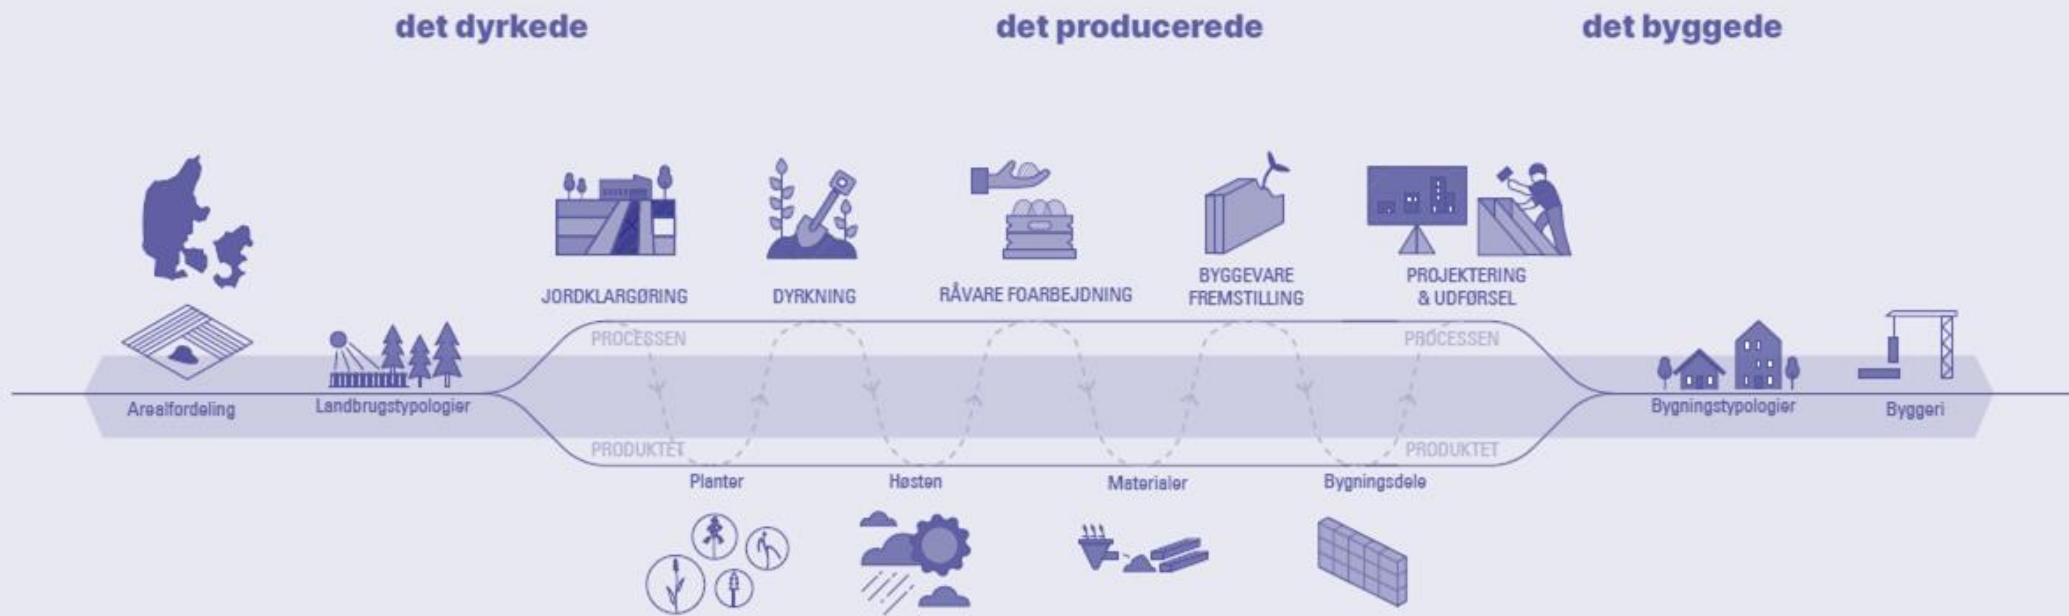 det dyrkede
det producerede
det byggede
JORDKLARGØRING
DYRKNING
RÅVARE FOARBEJDNING
BYGGEVARE
FREMSTILLING
PROJEKTERING
& UDFØRSEL
PROCESSEN
PROCESSEN
Arealfordeling
Landbrugstypologier
Bygningstypologier
Byggeri
PRODUKTET
PRODUKTET
Planter
Høsten
Materialer
Bygningsdele